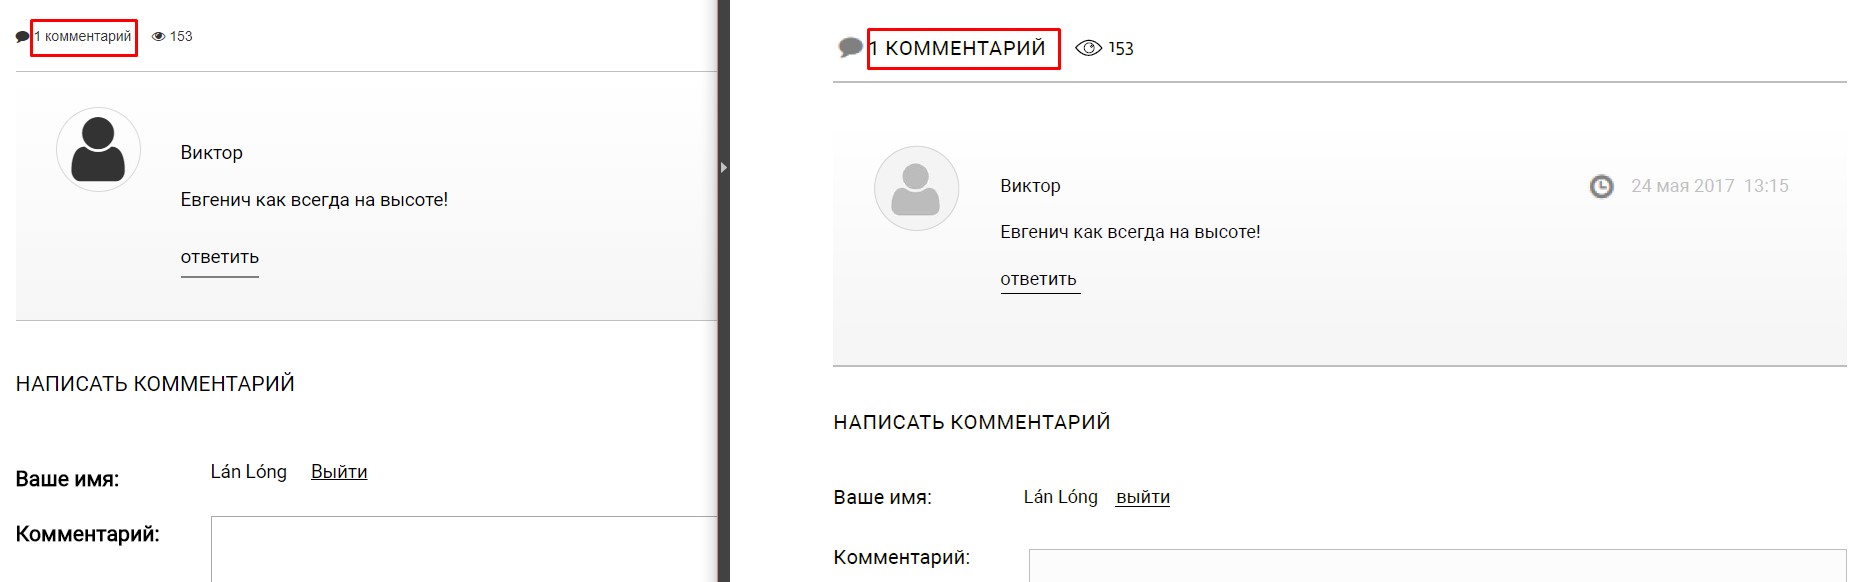 1 комментарий 153
Виктор
Евгенич как всегда на высоте!
ответить
НАПИСАТЬ КОММЕНТАРИЙ
Ваше имя: Lán Lóng Выйти
Комментарий:
1 КОММЕНТАРИЙ 153
Виктор 24 мая 2017 13:15
Евгенич как всегда на высоте!
ответить
НАПИСАТЬ КОММЕНТАРИЙ
Ваше имя: Lán Lóng выйти
Комментарий: